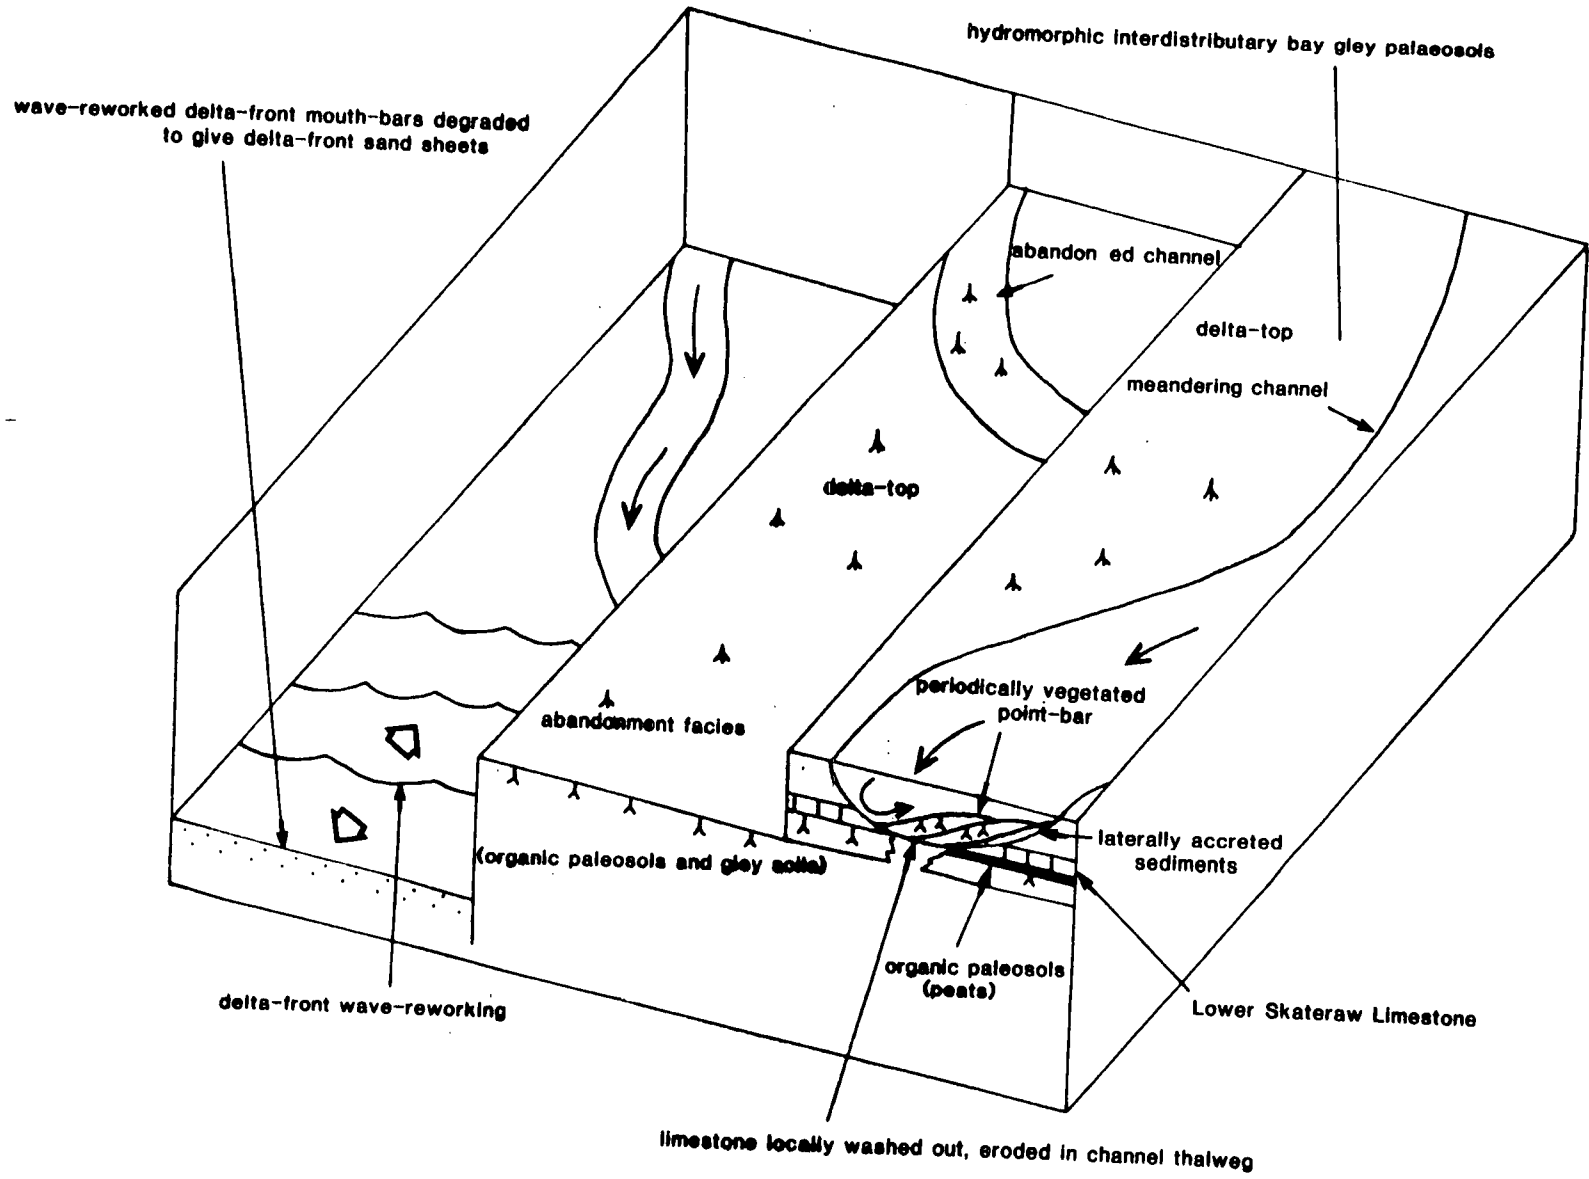 hydromorphic interdistributary bay gley palaeosols
wave-reworked delta-front mouth-bars degraded
to give delta-front sand sheets
abandon ed channel
delta-top
meandering channel
delta-top
periodically vegetated
point-bar
abandonment facies
laterally accreted
sediments
(organic paleosols and gley soils)
organic paleosols
(peats)
delta-front wave-reworking
Lower Skateraw Limestone
limestone locally washed out, eroded in channel thalweg